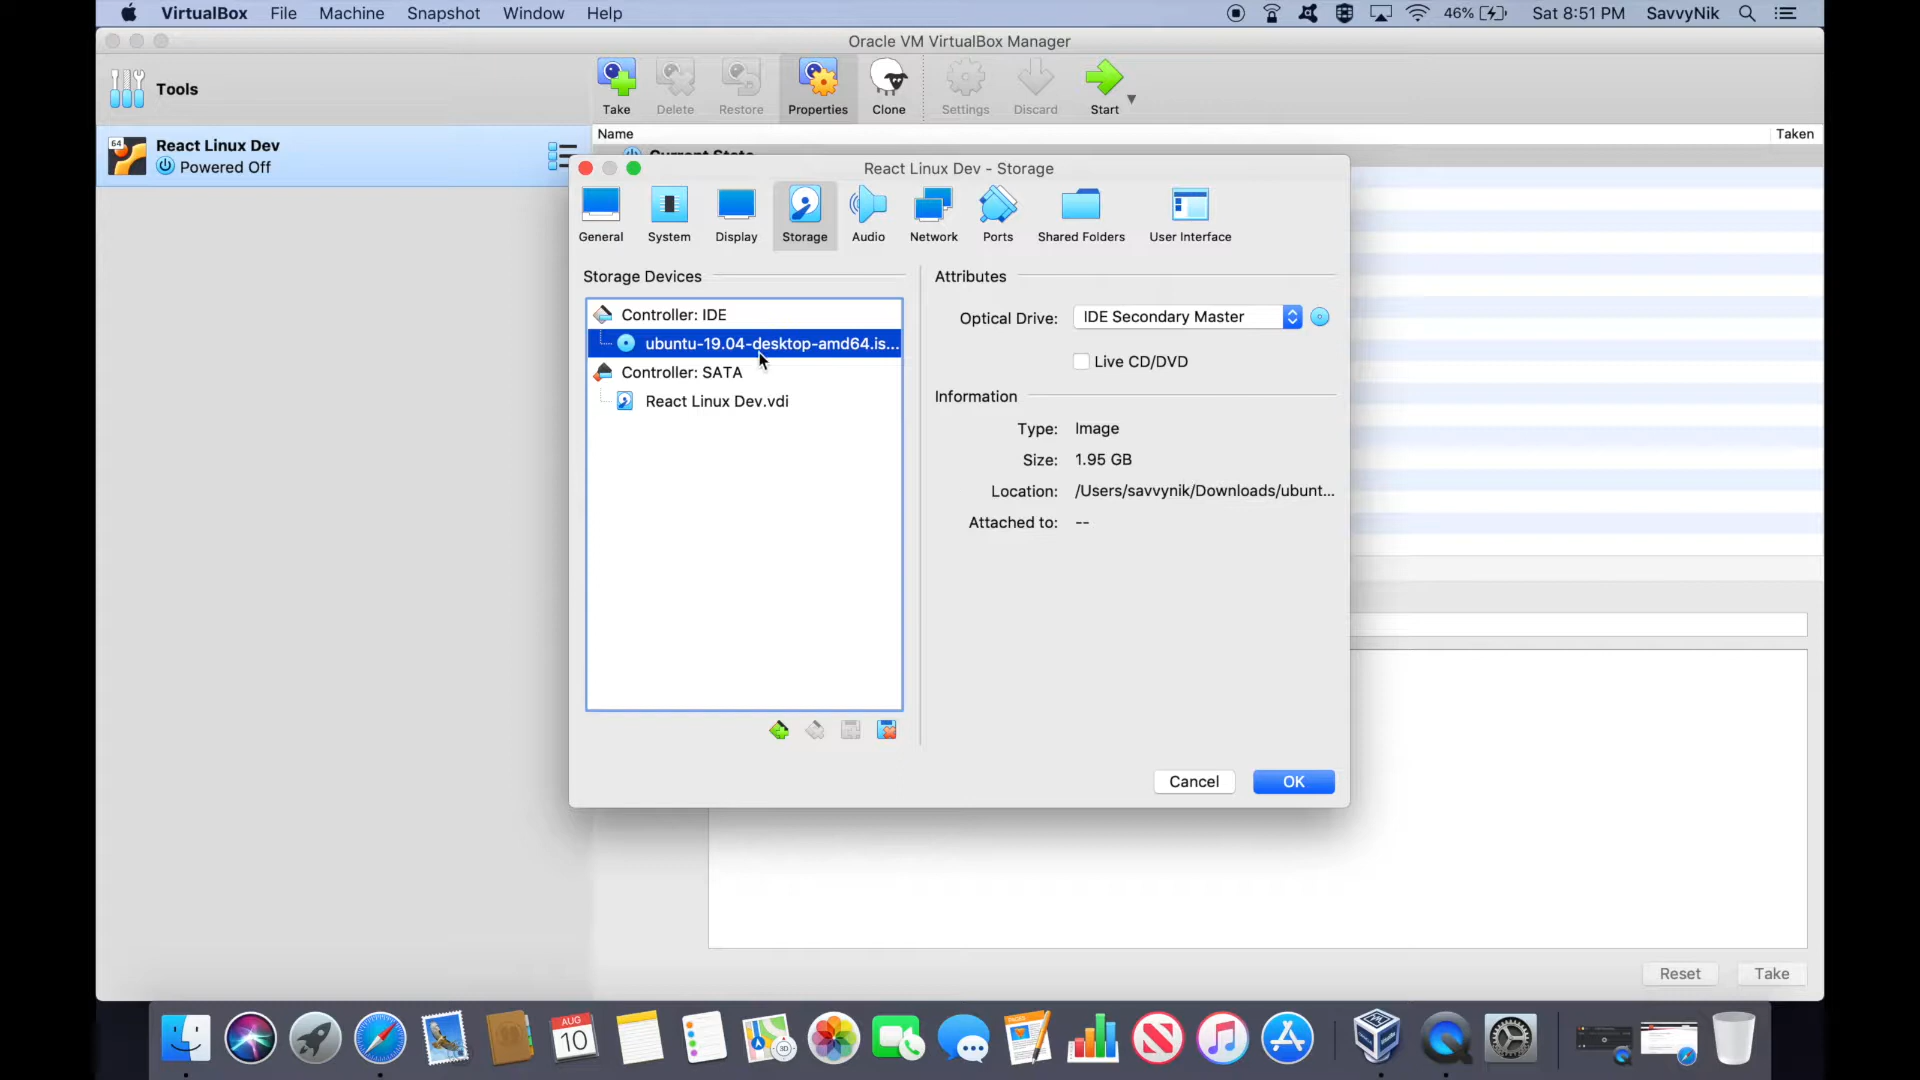 VirtualBox File Machine Snapshot Window Help 46% Sat 8:51 PM SavvyNik
Oracle VM VirtualBox Manager
Tools
Take Delete Restore Properties Clone Settings Discard Start
Name Taken
64 React Linux Dev
Powered Off
React Linux Dev - Storage
General System Display Storage Audio Network Ports Shared Folders User Interface
Storage Devices
Controller: IDE
ubuntu-19.04-desktop-amd64.is...
Controller: SATA
React Linux Dev.vdi
Attributes
Optical Drive: IDE Secondary Master
Live CD/DVD
Information
Type: Image
Size: 1.95 GB
Location: /Users/savvynik/Downloads/ubunt...
Attached to: --
Cancel OK
Reset Take
AUG
10
3D
PAGES